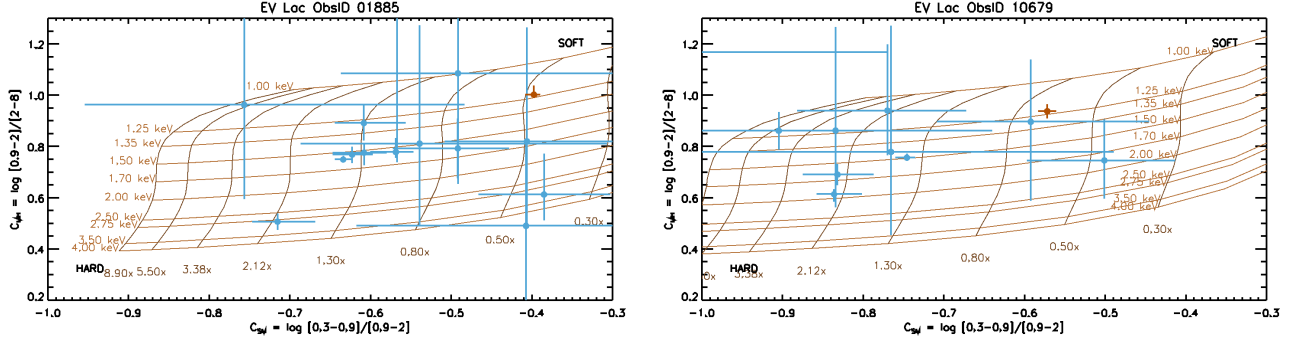 EV Lac ObsID 01885
SOFT
1.00 keV
1.25 keV
1.35 keV
1.50 keV
1.70 keV
2.00 keV
2.50 keV
2.75 keV
3.50 keV
4.00 keV
HARD
8.90x
5.50x
3.38x
2.12x
1.30x
0.80x
0.50x
0.30x
1.2
1.0
0.8
0.6
0.4
0.2
-1.0
-0.9
-0.8
-0.7
-0.6
-0.5
-0.4
-0.3
= log [0.9-2]/[2-8]
= log [0.3-0.9]/[0.9-2]
EV Lac ObsID 10679
SOFT
1.00 keV
1.25 keV
1.35 keV
1.50 keV
1.70 keV
2.00 keV
2.50 keV
2.75 keV
3.50 keV
4.00 keV
HARD
0x
3.38x
2.12x
1.30x
0.80x
0.50x
0.30x
1.2
1.0
0.8
0.6
0.4
0.2
-1.0
-0.9
-0.8
-0.7
-0.6
-0.5
-0.4
-0.3
= log [0.9-2]/[2-8]
= log [0.3-0.9]/[0.9-2]